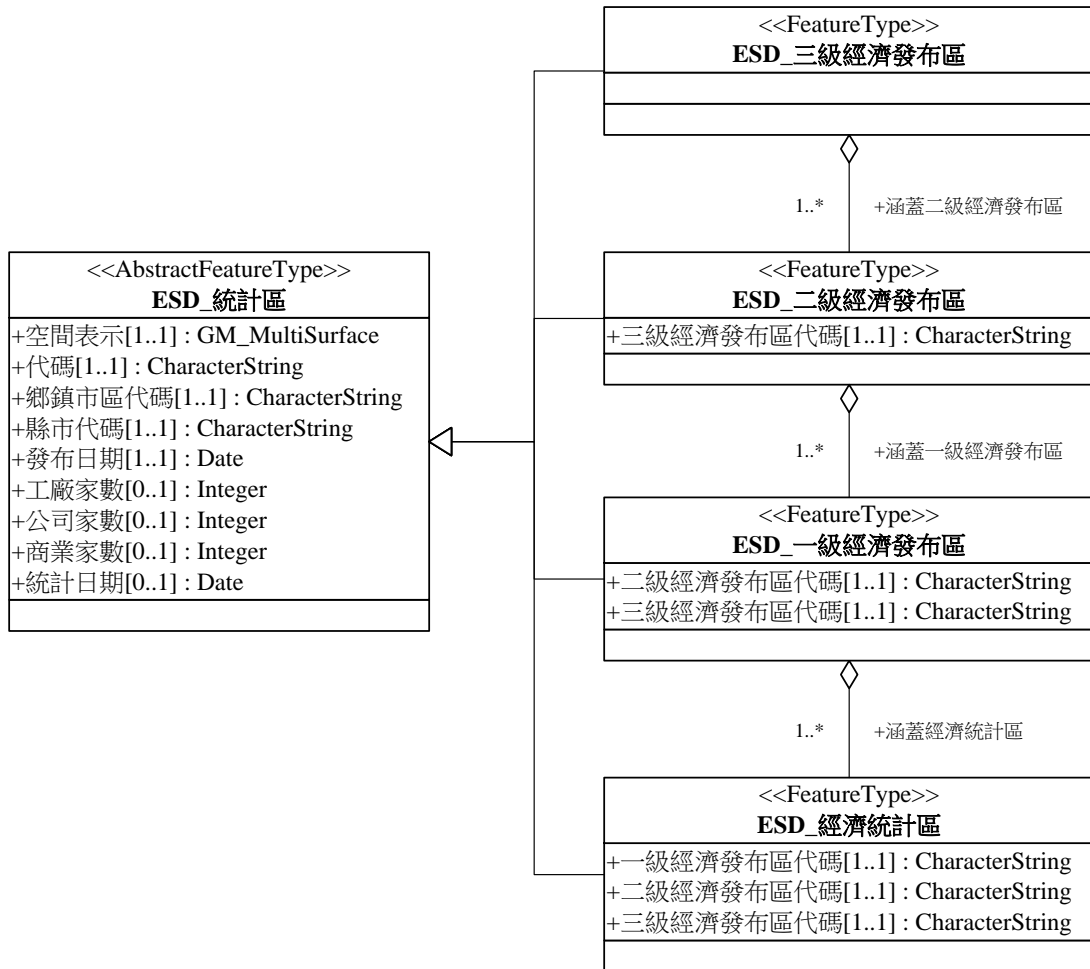 <<FeatureType>>
ESD_三級經濟發布區
1..*
+涵蓋二級經濟發布區
<<AbstractFeatureType>>
ESD_統計區
+空間表示[1..1] : GM_MultiSurface
+代碼[1..1] : CharacterString
+鄉鎮市區代碼[1..1] : CharacterString
+縣市代碼[1..1] : CharacterString
+發布日期[1..1] : Date
+工廠家數[0..1] : Integer
+公司家數[0..1] : Integer
+商業家數[0..1] : Integer
+統計日期[0..1] : Date
<<FeatureType>>
ESD_二級經濟發布區
+三級經濟發布區代碼[1..1] : CharacterString
1..*
+涵蓋一級經濟發布區
<<FeatureType>>
ESD_一級經濟發布區
+二級經濟發布區代碼[1..1] : CharacterString
+三級經濟發布區代碼[1..1] : CharacterString
1..*
+涵蓋經濟統計區
<<FeatureType>>
ESD_經濟統計區
+一級經濟發布區代碼[1..1] : CharacterString
+二級經濟發布區代碼[1..1] : CharacterString
+三級經濟發布區代碼[1..1] : CharacterString